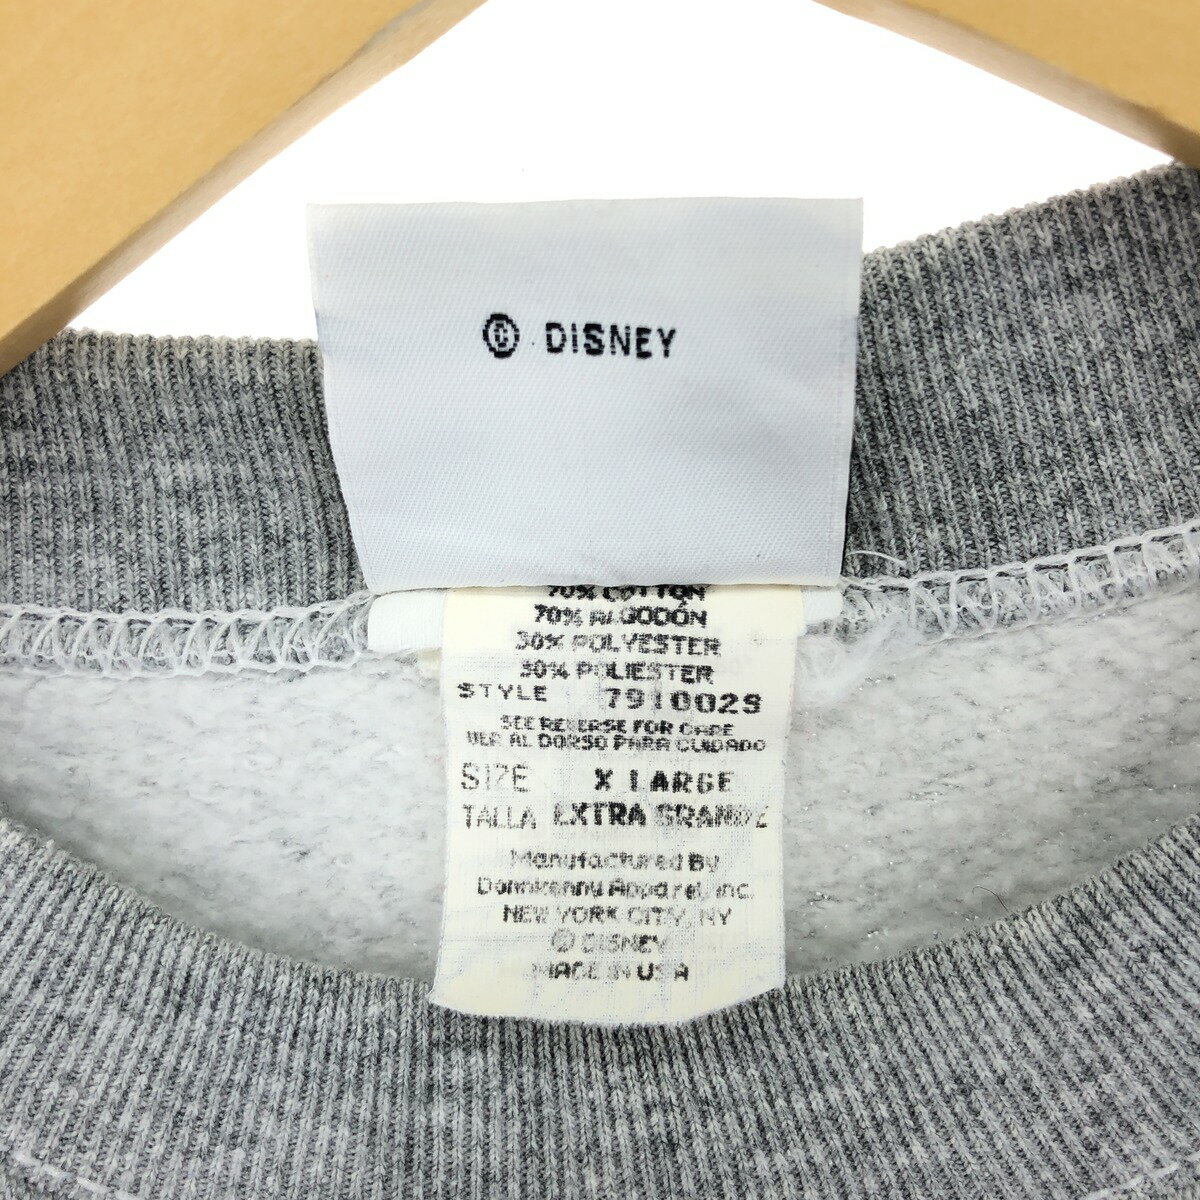 © DISNEY
70% COTTON
70% ALGODÓN
30% POLYESTER
30% POLIESTER
STYLE 7910029
SEE REVERSE FOR CARE
VER AL DORSO PARA CUIDADO
SIZE X LARGE
TALLA EXTRA GRANDE
Manufactured By
Donnkenny Apparel, Inc.
NEW YORK CITY, NY
© DISNEY
MADE IN USA